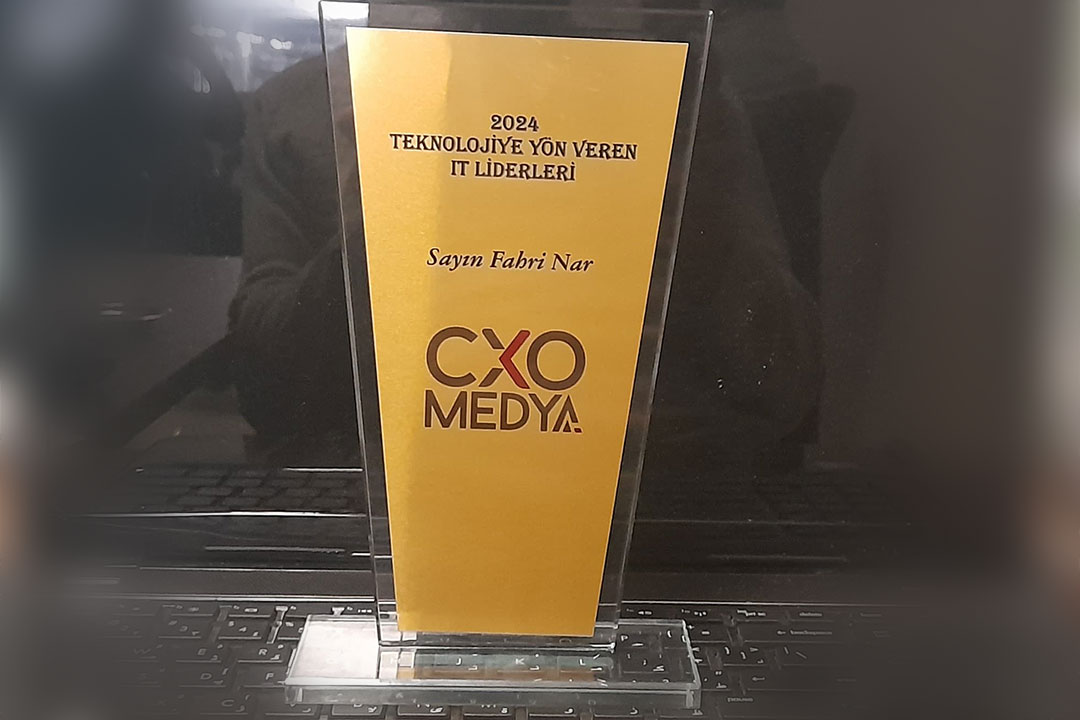 2024
TEKNOLOJİYE YÖN VEREN
IT LİDERLERİ
Sayın Fahri Nar
CXO
MEDYA